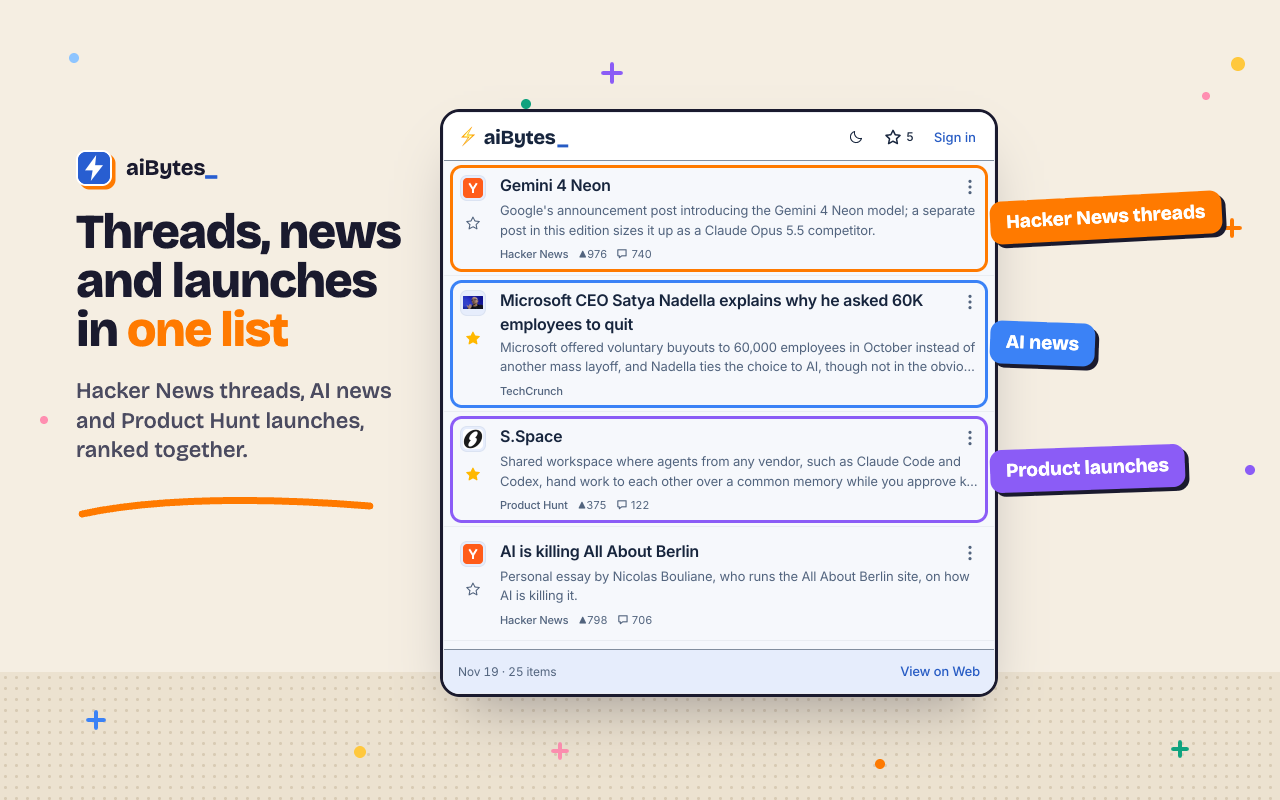 aiBytes_
Threads, news
and launches
in one list
Hacker News threads, AI news
and Product Hunt launches,
ranked together.
aiBytes_
5
Sign in
Gemini 4 Neon
Google's announcement post introducing the Gemini 4 Neon model; a separate
post in this edition sizes it up as a Claude Opus 5.5 competitor.
Hacker News ▲976 740
Microsoft CEO Satya Nadella explains why he asked 60K
employees to quit
Microsoft offered voluntary buyouts to 60,000 employees in October instead of
another mass layoff, and Nadella ties the choice to AI, though not in the obvio...
TechCrunch
S.Space
Shared workspace where agents from any vendor, such as Claude Code and
Codex, hand work to each other over a common memory while you approve k...
Product Hunt ▲375 122
AI is killing All About Berlin
Personal essay by Nicolas Bouliane, who runs the All About Berlin site, on how
AI is killing it.
Hacker News ▲798 706
Nov 19 · 25 items
View on Web
Hacker News threads
AI news
Product launches